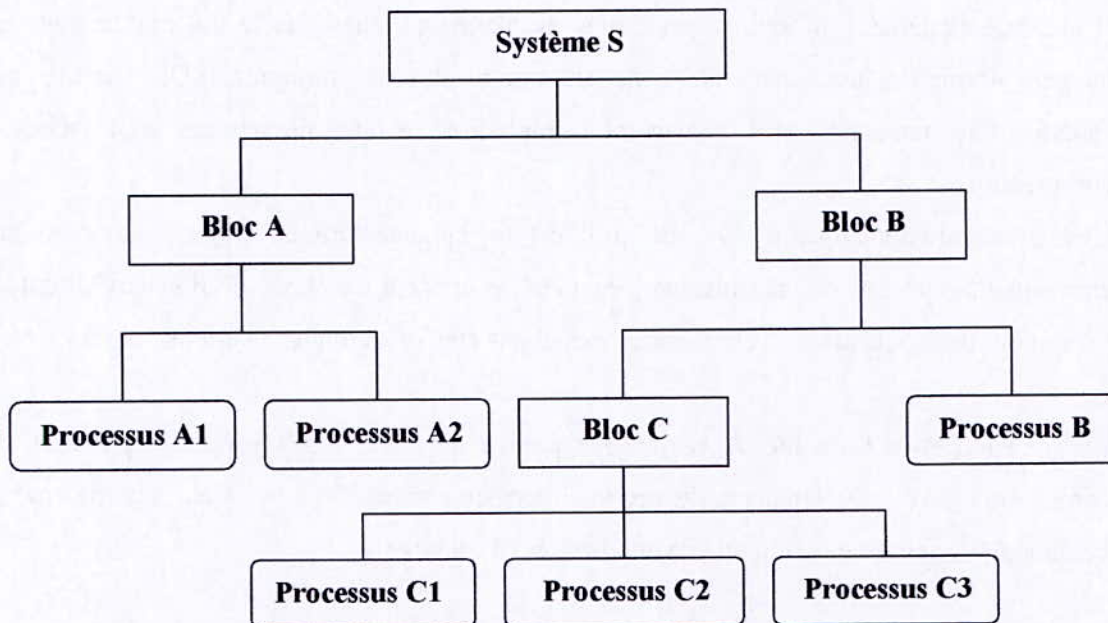 Système S
Bloc A
Bloc B
Processus A1
Processus A2
Bloc C
Processus B
Processus C1
Processus C2
Processus C3